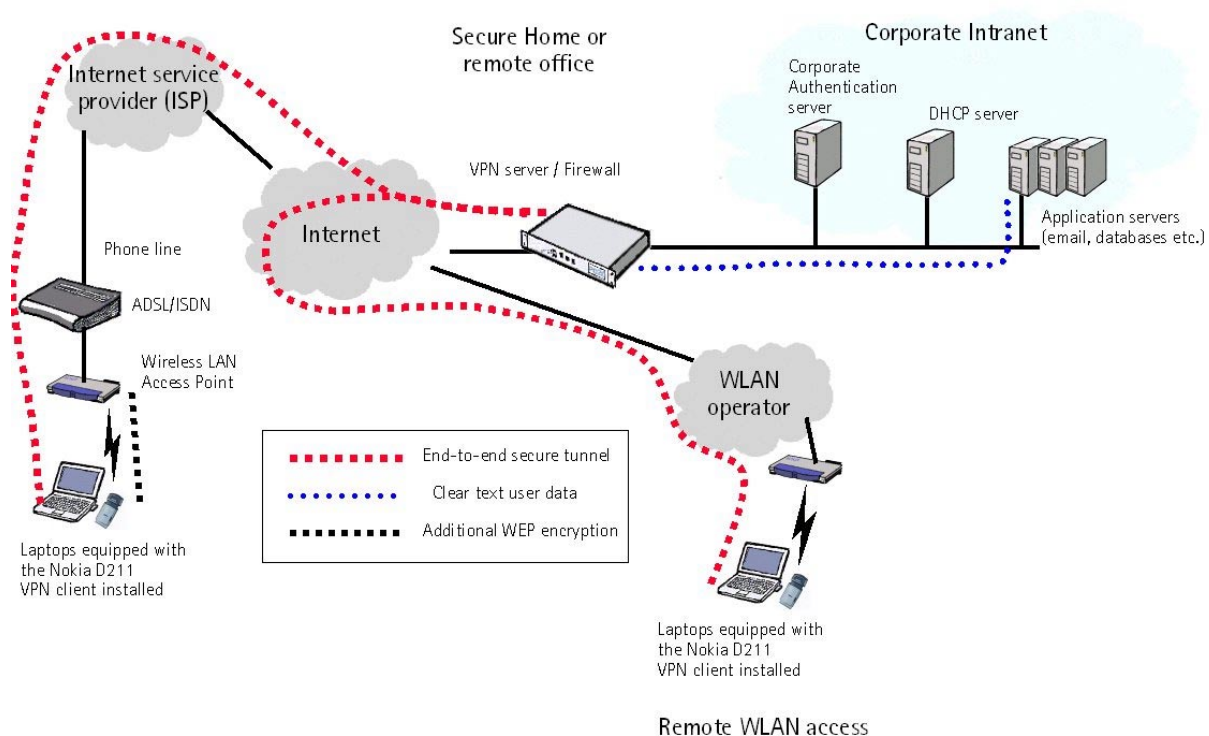 Secure Home or
remote office
Corporate Intranet
Internet service
provider (ISP)
Corporate
Authentication
server
DHCP server
VPN server / Firewall
Application servers
(email, databases etc.)
Internet
Phone line
ADSL/ISDN
Wireless LAN
Access Point
WLAN
operator
End-to-end secure tunnel
Clear text user data
Additional WEP encryption
Laptops equipped with
the Nokia D211
VPN client installed
Laptops equipped with
the Nokia D211
VPN client installed
Remote WLAN access